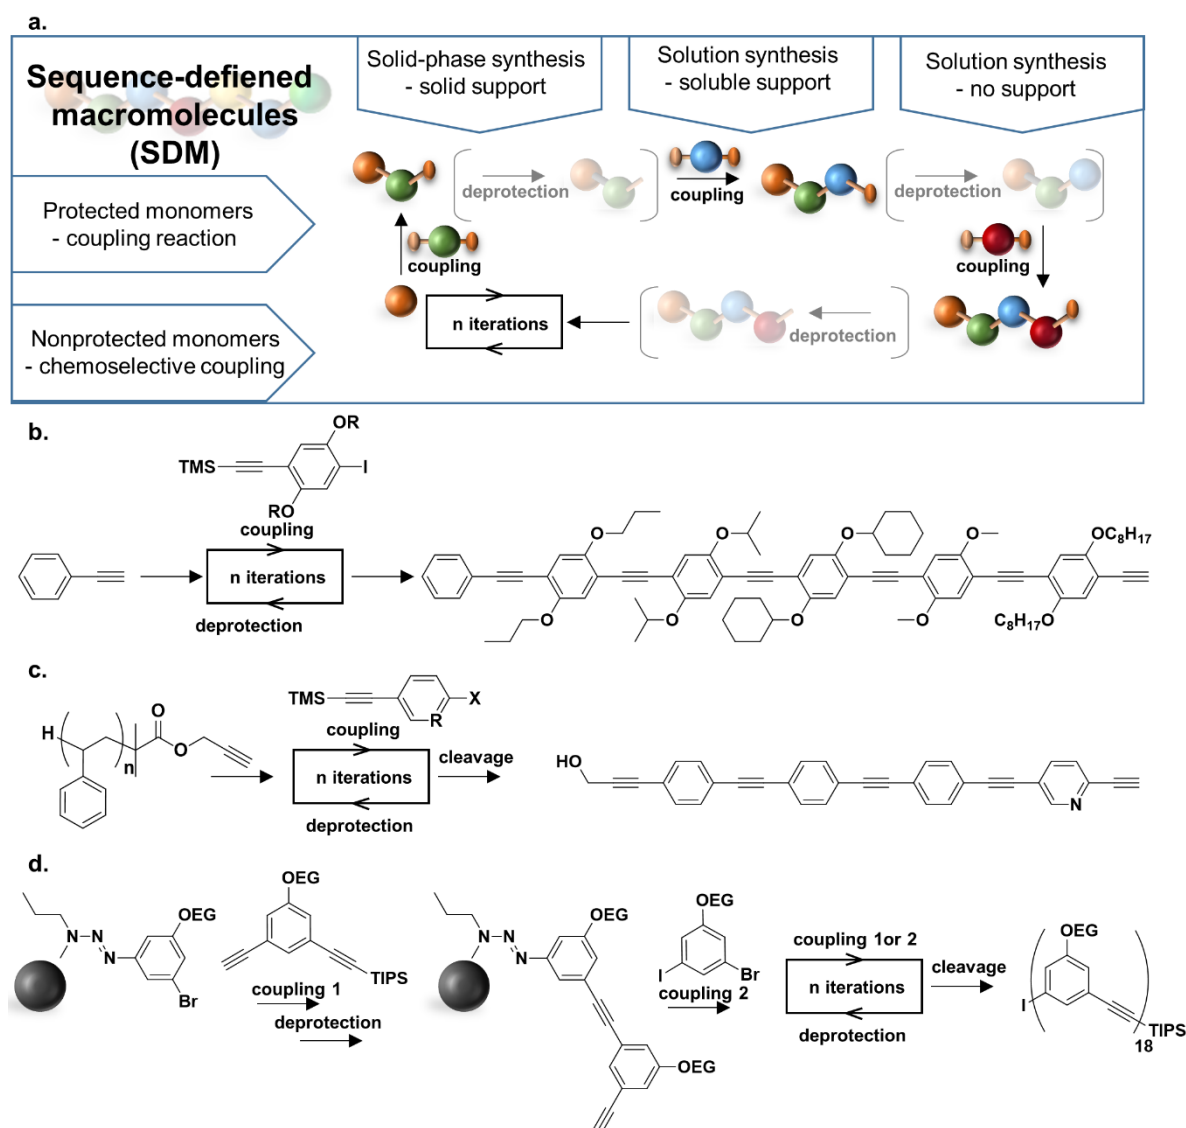 a.
Sequence-defiened
macromolecules
(SDM)
Solid-phase synthesis
- solid support
Solution synthesis
- soluble support
Solution synthesis
- no support
Protected monomers
- coupling reaction
Nonprotected monomers
- chemoselective coupling
deprotection
coupling
deprotection
coupling
coupling
n iterations
deprotection
b.
OR
TMS
I
RO
coupling
n iterations
deprotection
O
O
O
O
OC8H17
O
O
O
O
C8H17O
c.
H
n
O
O
TMS
X
R
coupling
n iterations
deprotection
cleavage
HO
N
d.
N
N
N
OEG
Br
OEG
TIPS
coupling 1
deprotection
N
N
N
OEG
OEG
OEG
I
Br
coupling 2
coupling 1or 2
n iterations
deprotection
cleavage
OEG
I
TIPS
18